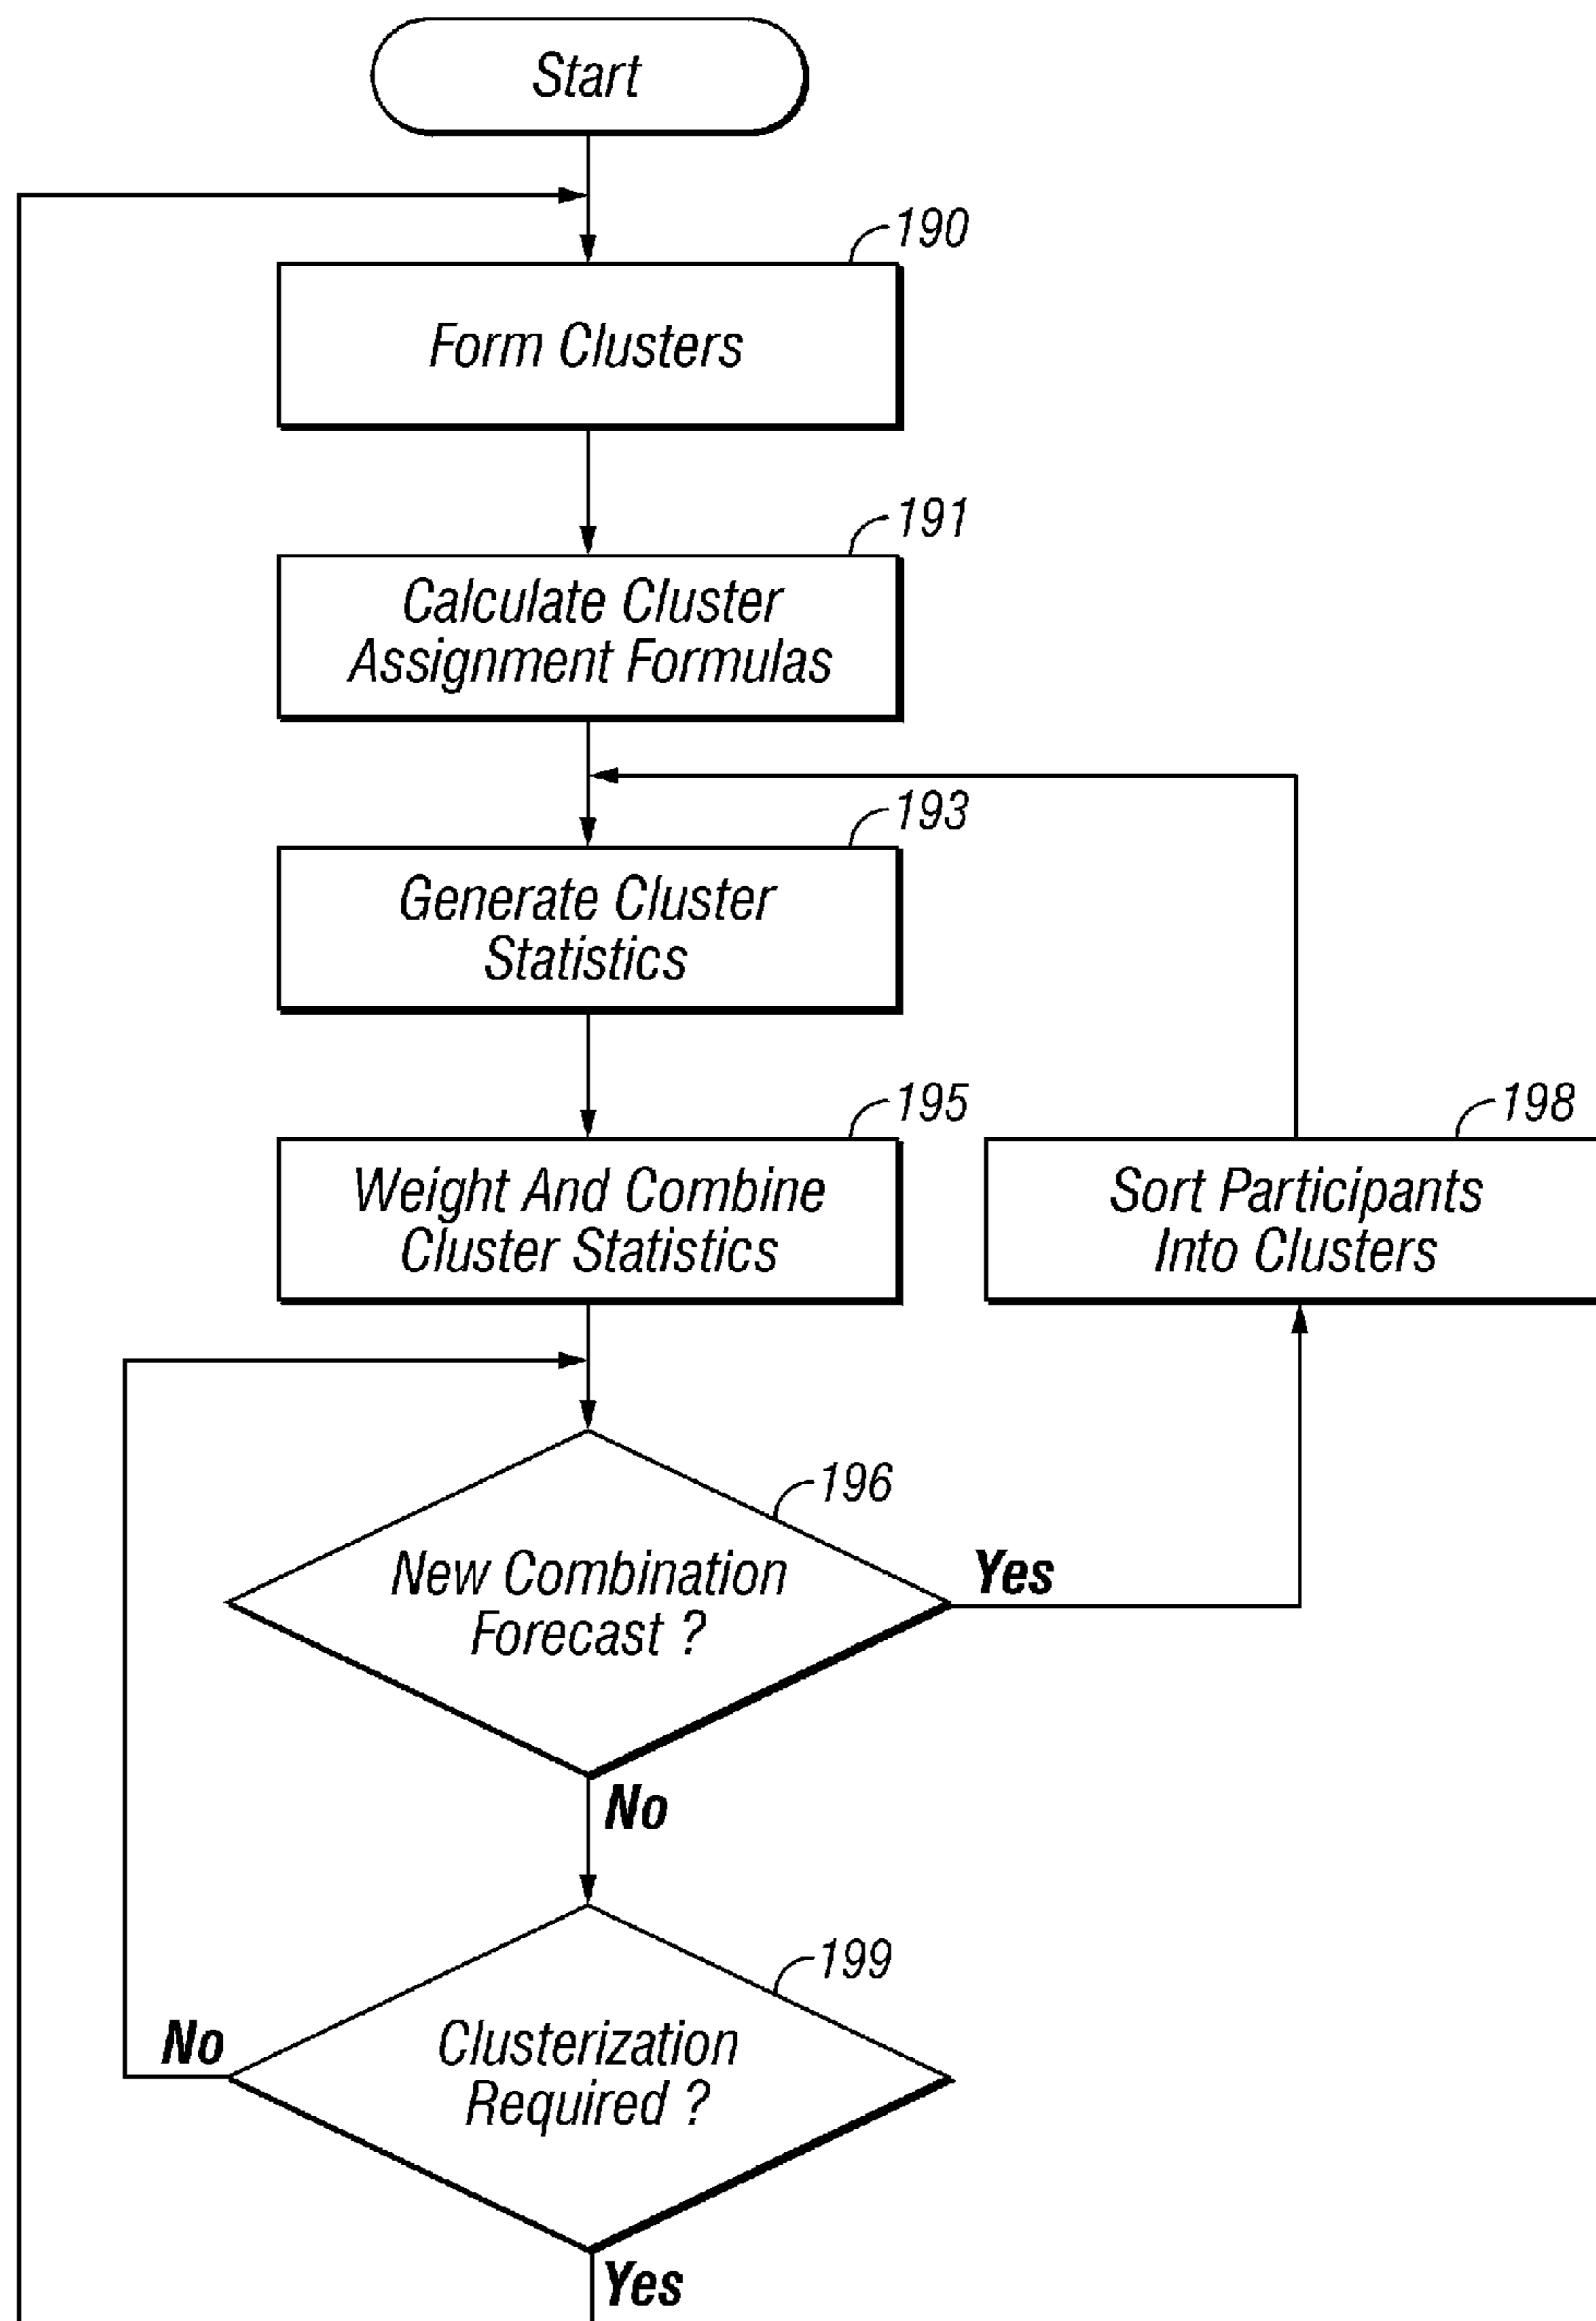 Start
190
Form Clusters
191
Calculate Cluster
Assignment Formulas
193
Generate Cluster
Statistics
195
Weight And Combine
Cluster Statistics
198
Sort Participants
Into Clusters
196
New Combination
Forecast ?
Yes
No
199
Clusterization
Required ?
No
Yes